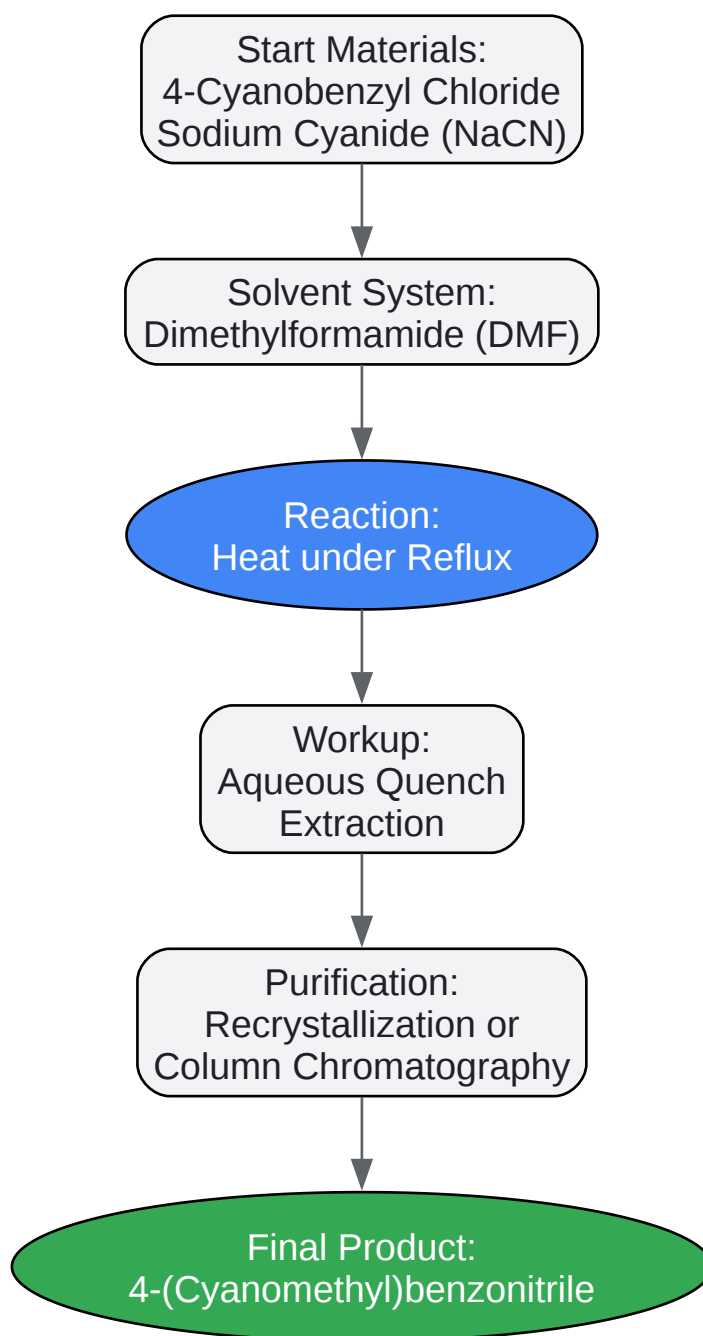 Start Materials:
4-Cyanobenzyl Chloride
Sodium Cyanide (NaCN)
Solvent System:
Dimethylformamide (DMF)
Reaction:
Heat under Reflux
Workup:
Aqueous Quench
Extraction
Purification:
Recrystallization or
Column Chromatography
Final Product:
4-(Cyanomethyl)benzonitrile